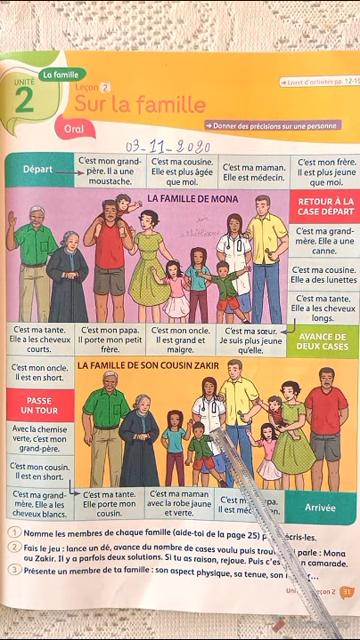 La famille
UNITÉ
2
Leçon 2
Sur la famille
Livret d'activités pp. 12-15
Oral
Donner des précisions sur une personne
03-11-2020
Départ
C'est mon grand-
père. Il a une
moustache.
C'est ma cousine.
Elle est plus âgée
que moi.
C'est ma maman.
Elle est médecin.
C'est mon frère.
Il est plus jeune
que moi.
LA FAMILLE DE MONA
RETOUR À LA
CASE DÉPART
C'est ma grand-
mère. Elle a une
canne.
C'est ma cousine.
Elle a des lunettes
C'est ma tante.
Elle a les cheveux
longs.
C'est ma tante.
Elle a les cheveux
courts.
C'est mon papa.
Il porte mon petit
frère.
C'est mon oncle.
Il est grand et
maigre.
C'est ma sœur.
Je suis plus jeune
qu'elle.
AVANCE DE
DEUX CASES
C'est mon oncle.
Il est en short.
LA FAMILLE DE SON COUSIN ZAKIR
PASSE
UN TOUR
Avec la chemise
verte, c'est mon
grand-père.
C'est mon cousin.
Il est en short.
C'est ma grand-
mère. Elle a les
cheveux blancs.
C'est ma tante.
Elle porte mon
cousin.
C'est ma maman
avec la robe jaune
et verte.
Il est
Arrivée
1 Nomme les membres de chaque famille (aide-toi de la page 25)
2 Fais le jeu : lance un dé, avance du nombre de cases voulu puis parle : Mona
ou Zakir. Il y a parfois deux solutions. Si tu as raison, rejoue. Puis c'est camarade.
3 Présente un membre de ta famille : son aspect physique, sa tenue, son
31